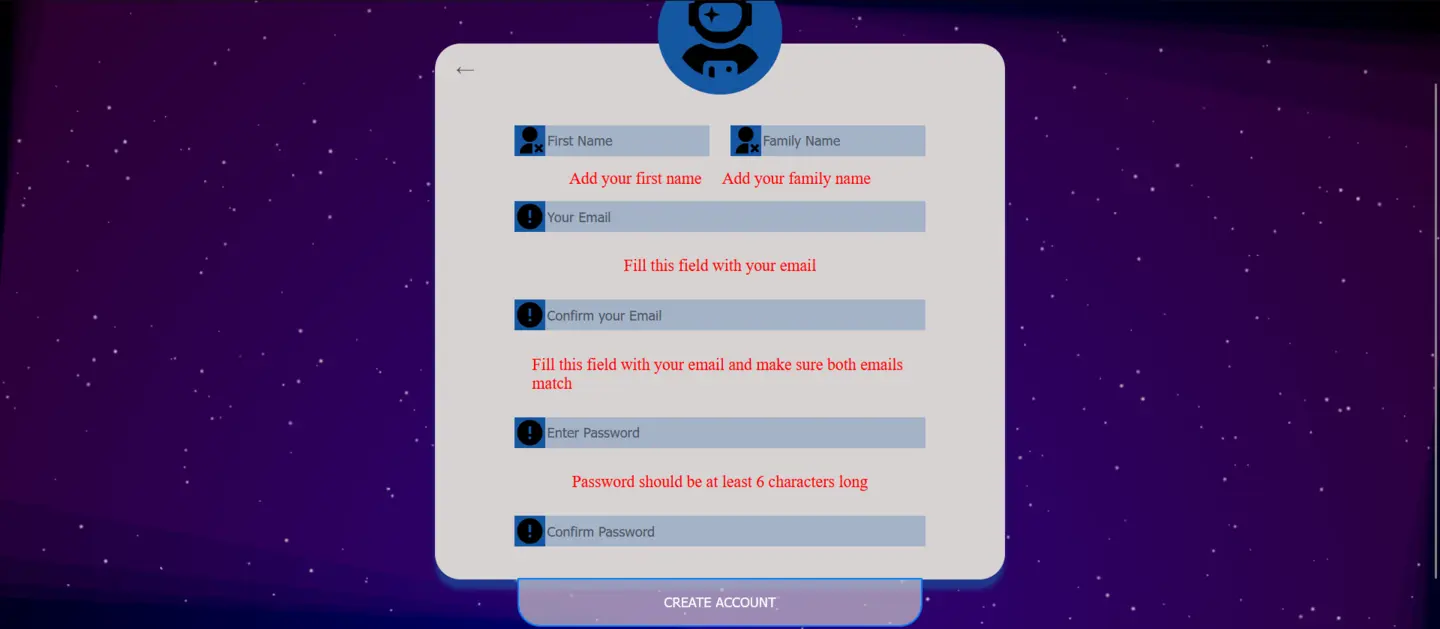 First Name Family Name
Add your first name Add your family name
Your Email
Fill this field with your email
Confirm your Email
Fill this field with your email and make sure both emails
match
Enter Password
Password should be at least 6 characters long
Confirm Password
CREATE ACCOUNT